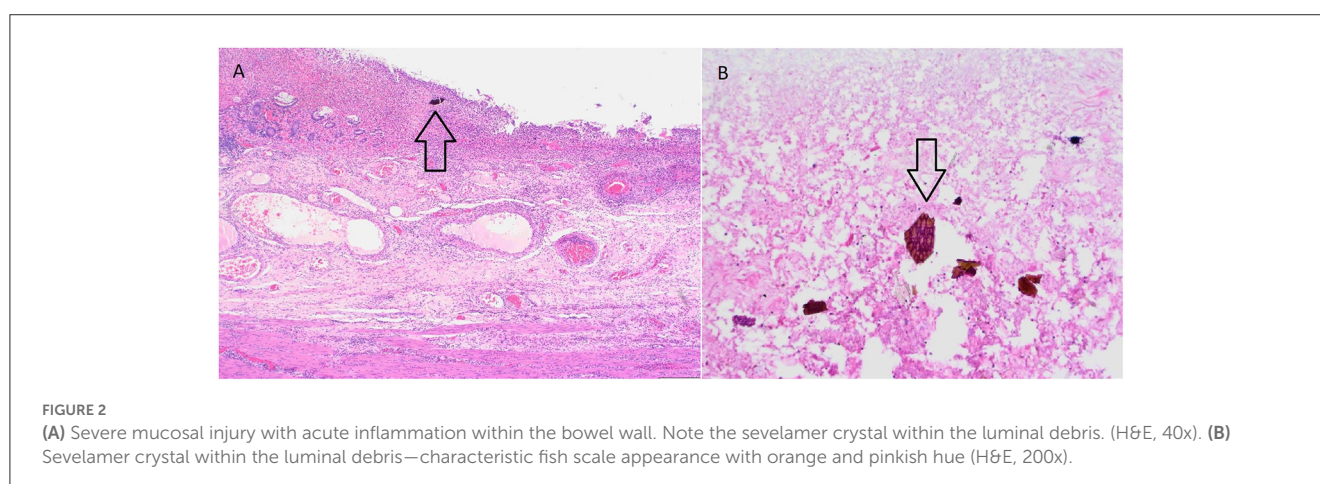 A
B
FIGURE 2
(A) Severe mucosal injury with acute inflammation within the bowel wall. Note the sevelamer crystal within the luminal debris. (H&E, 40x). (B)
Sevelamer crystal within the luminal debris—characteristic fish scale appearance with orange and pinkish hue (H&E, 200x).